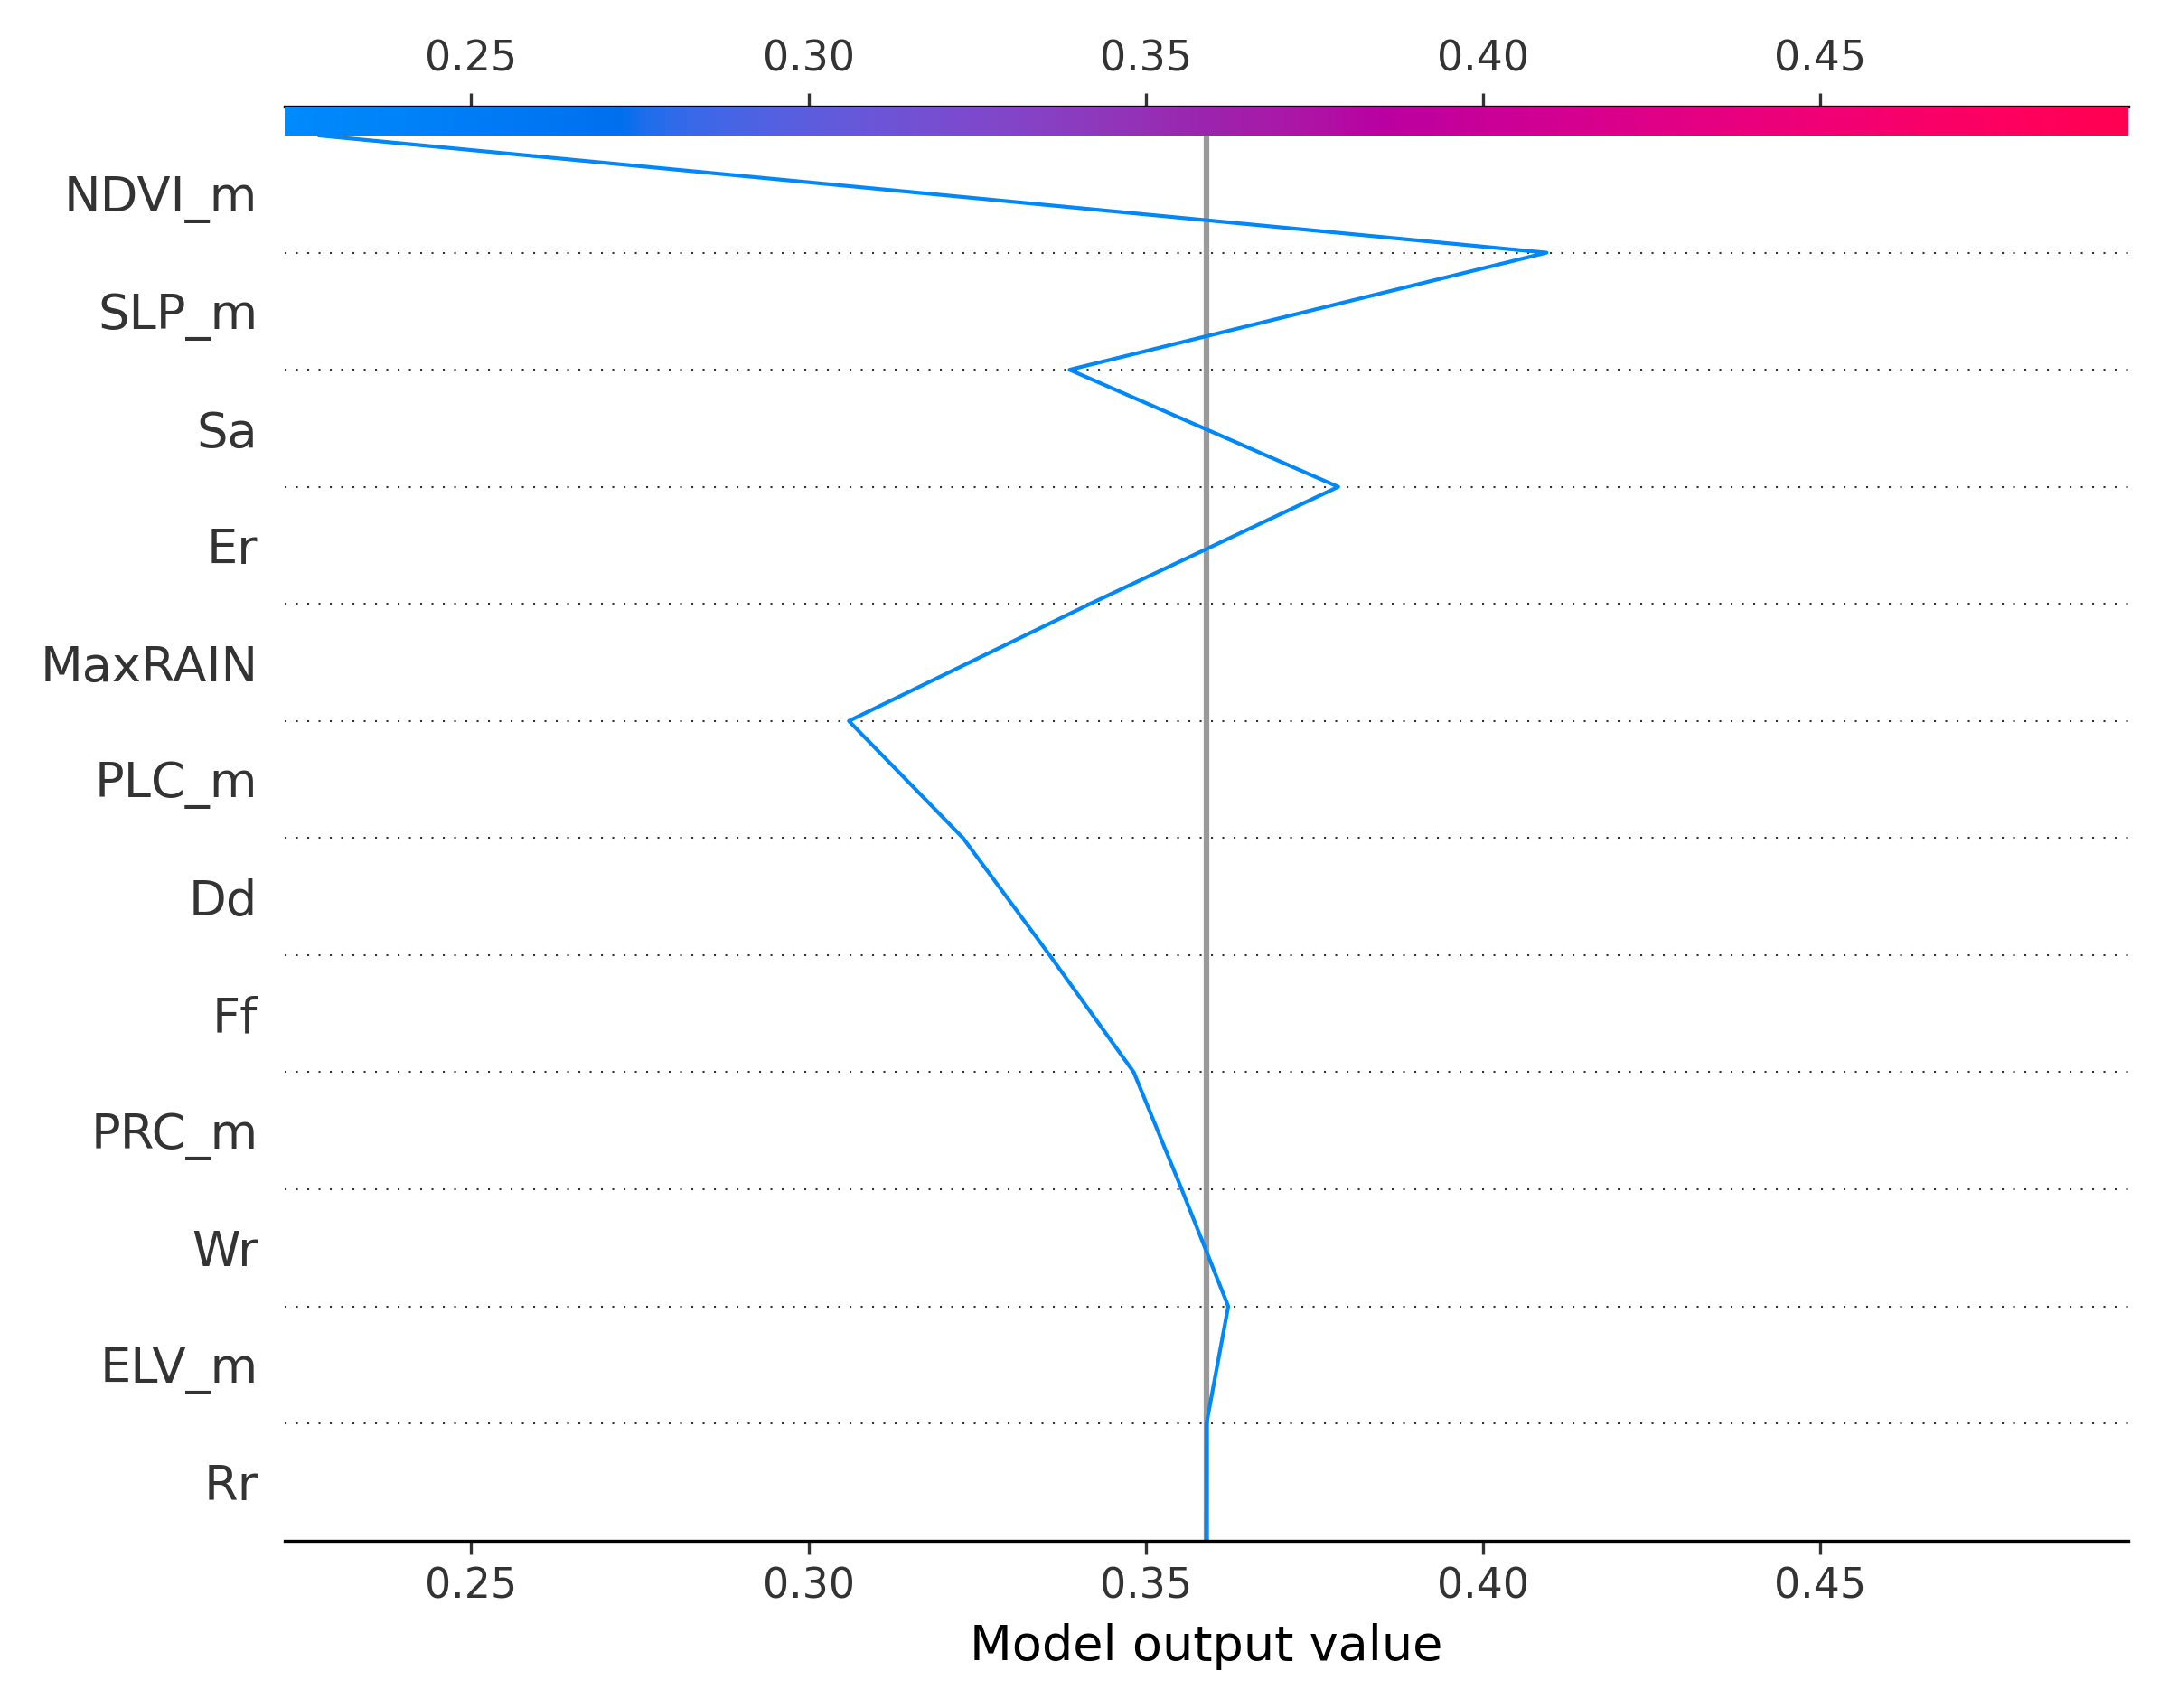 0.25 0.30 0.35 0.40 0.45
NDVI_m
SLP_m
Sa
Er
MaxRAIN
PLC_m
Dd
Ff
PRC_m
Wr
ELV_m
Rr
0.25 0.30 0.35 0.40 0.45
Model output value